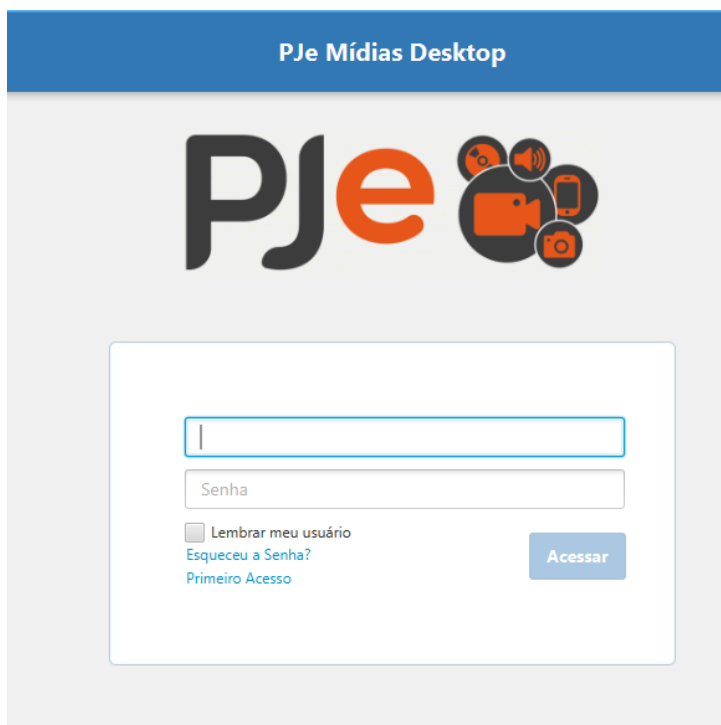 PJe Mídias Desktop
PJe
Senha
Lembrar meu usuário
Esqueceu a Senha?
Acessar
Primeiro Acesso